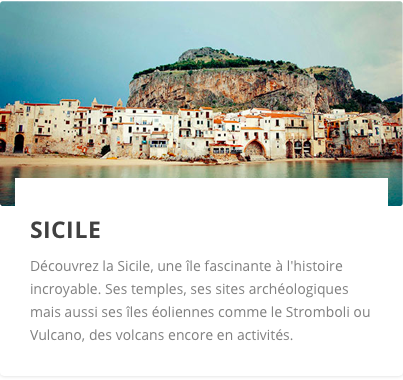 SICILE
Découvrez la Sicile, une île fascinante à l'histoire
incroyable. Ses temples, ses sites archéologiques
mais aussi ses îles éoliennes comme le Stromboli ou
Vulcano, des volcans encore en activités.